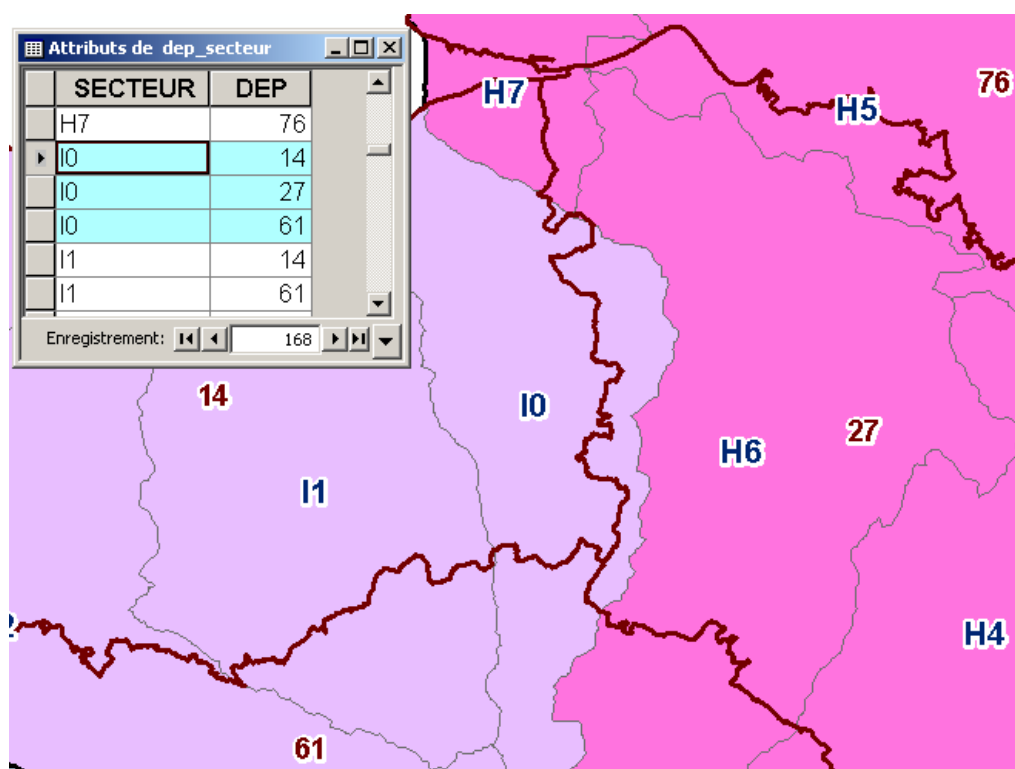 Attributs de dep_secteur
SECTEUR DEP
H7 76
I0 14
I0 27
I0 61
I1 14
I1 61
Enregistrement: 168
H7
76
H5
14
I0
27
H6
I1
2
H4
61